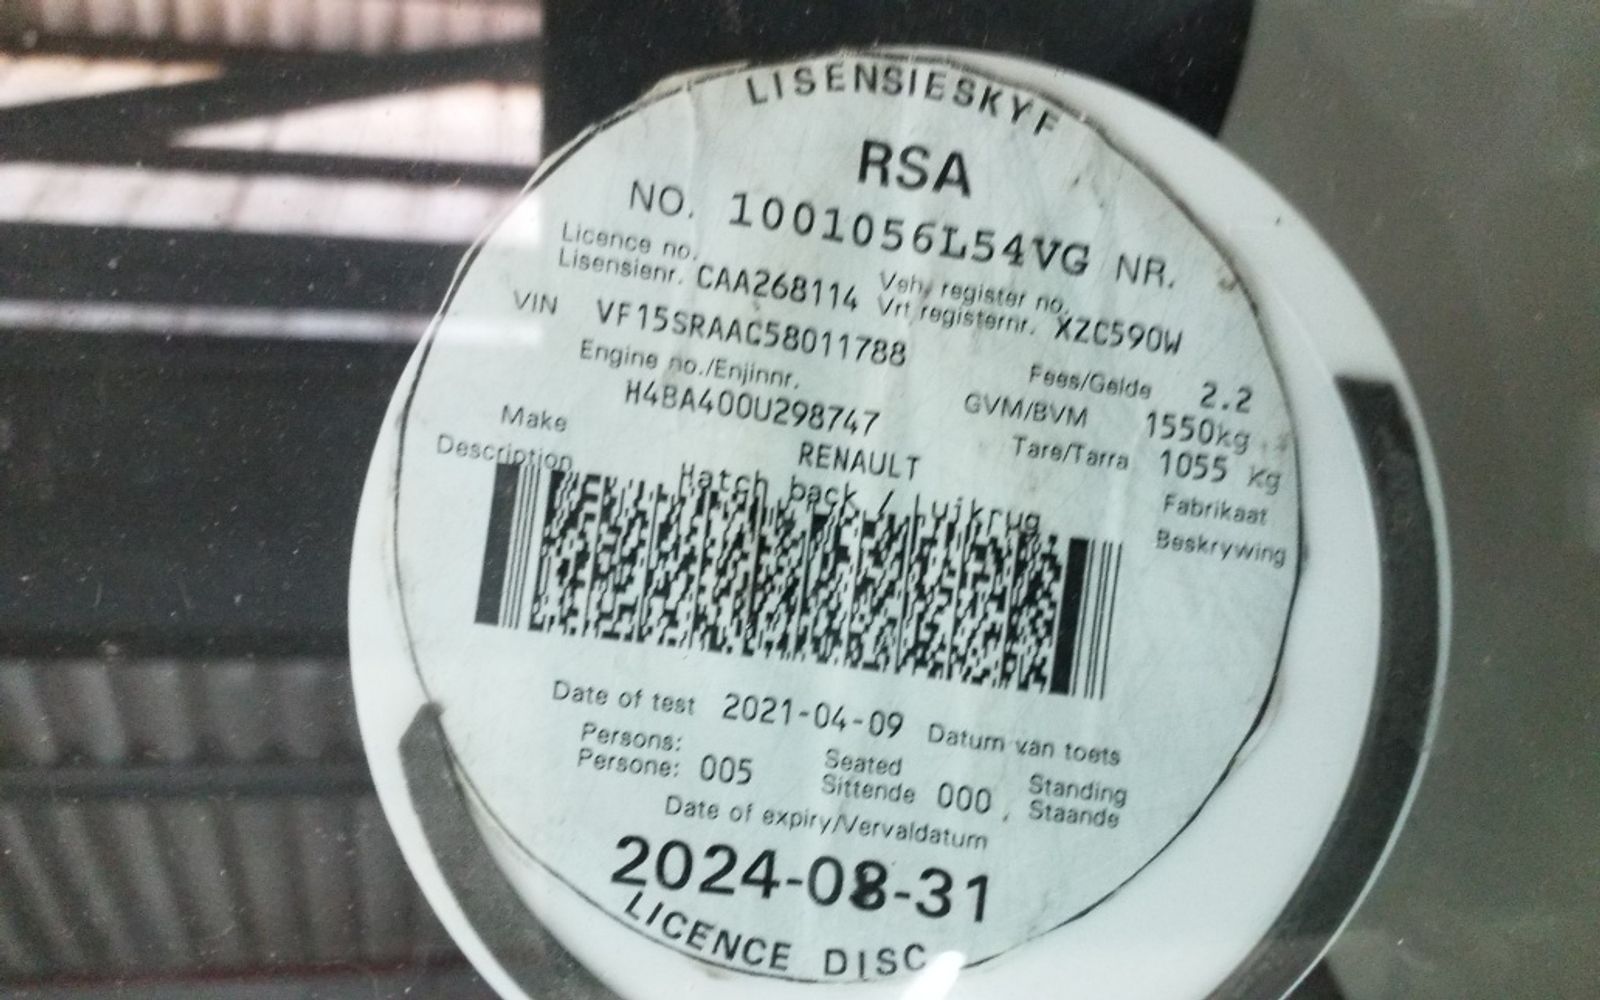 LISENSIESKYF
RSA
NO. 1001056L54VG NR.
Licence no. Veh. register no.
Lisensienr. CAA268114 Vrt.registernr. XZC590W
VIN VF15SRAAC58011788
Engine no./Enjinnr. Fees/Gelde 2.2
H4BA400U298747 GVM/BVM 1550kg
Make RENAULT Tare/Tarra 1055 kg
Fabrikaat
Description Hatch back / Luikrug Beskrywing
Date of test 2021-04-09 Datum van toets
Persons: Seated Standing
Persone: 005 Sittende 000 , Staande
Date of expiry/Vervaldatum
2024-08-31
LICENCE DISC